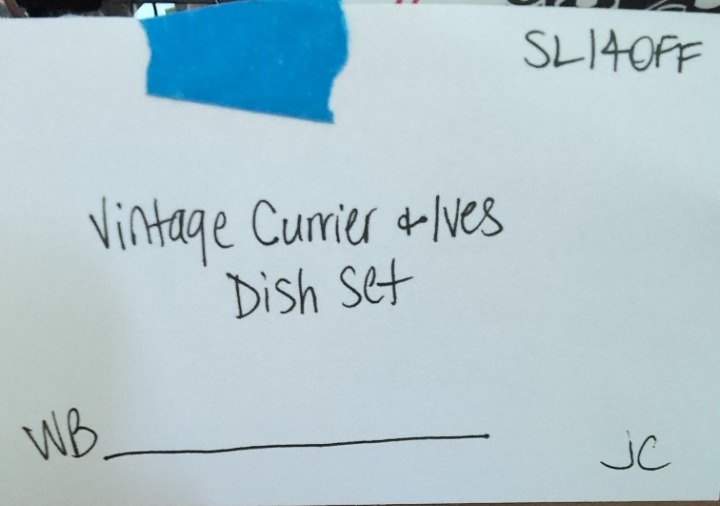 SL140FF
Vintage Currier & Ives
Dish Set
WB
JC